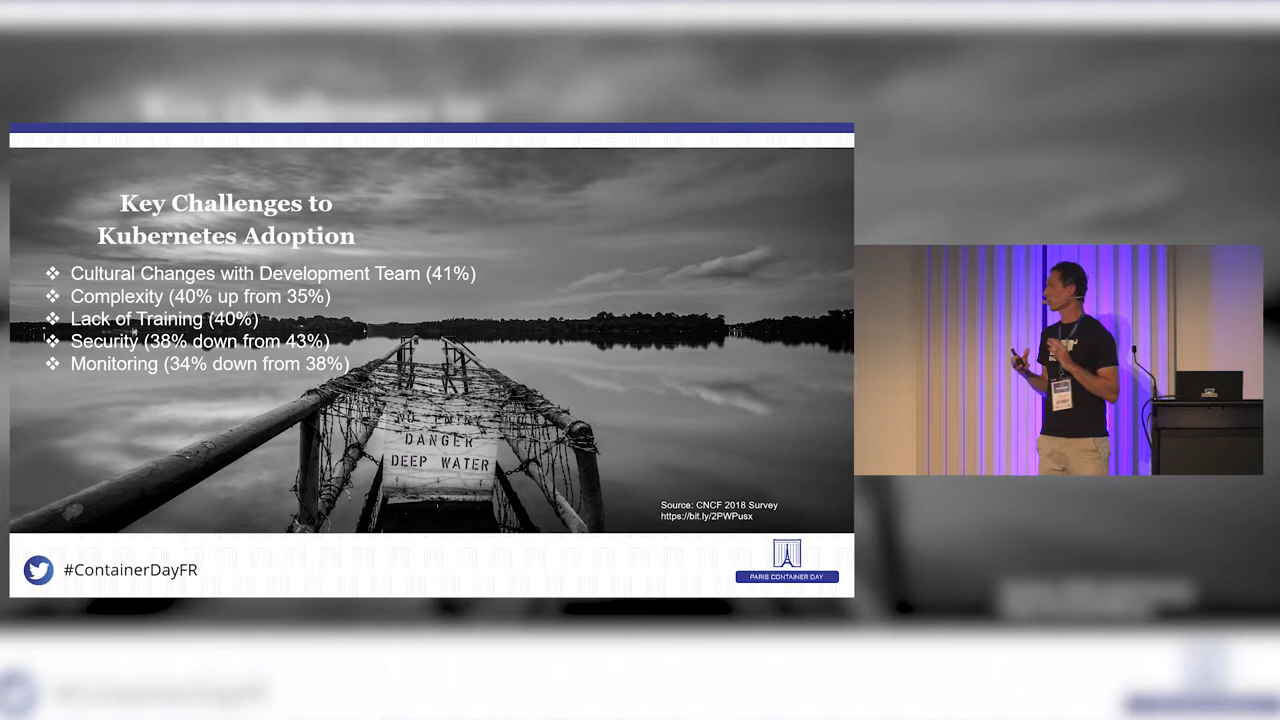 Key Challenges to
Kubernetes Adoption
❖ Cultural Changes with Development Team (41%)
❖ Complexity (40% up from 35%)
❖ Lack of Training (40%)
❖ Security (38% down from 43%)
❖ Monitoring (34% down from 38%)
DANGER
DEEP WATER
Source: CNCF 2018 Survey
https://bit.ly/2PWPusx
#ContainerDayFR
PARIS CONTAINER DAY